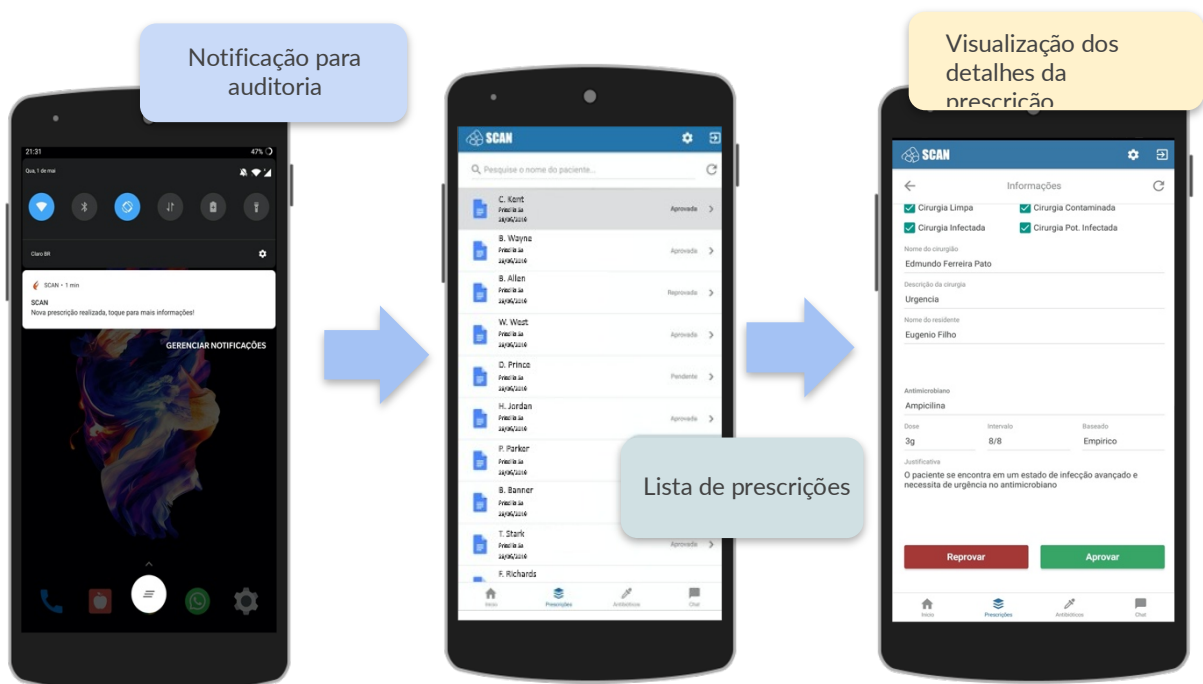 Notificação para
auditoria
21:31
47%
Qua, 1 de mai
Claro BR
SCAN • 1 min
SCAN
Nova prescrição realizada, toque para mais informações!
GERENCIAR NOTIFICAÇÕES
SCAN
Pesquise o nome do paciente...
C. Kent
Aprovada
B. Wayne
Aprovada
B. Allen
Reprovada
W. West
Aprovada
D. Prince
Pendente
H. Jordan
Aprovada
P. Parker
B. Banner
T. Stark
Aprovada
F. Richards
Início
Prescrições
Antibióticos
Chat
Lista de prescrições
Visualização dos
detalhes da
prescrição
SCAN
Informações
Cirurgia Limpa
Cirurgia Contaminada
Cirurgia Infectada
Cirurgia Pot. Infectada
Nome do cirurgião
Edmundo Ferreira Pato
Descrição da cirurgia
Urgencia
Nome do residente
Eugenio Filho
Antimicrobiano
Ampicilina
Dose
Intervalo
Baseado
3g
8/8
Empirico
Justificativa
O paciente se encontra em um estado de infecção avançado e
necessita de urgência no antimicrobiano
Reprovar
Aprovar
Início
Prescrições
Antibióticos
Chat